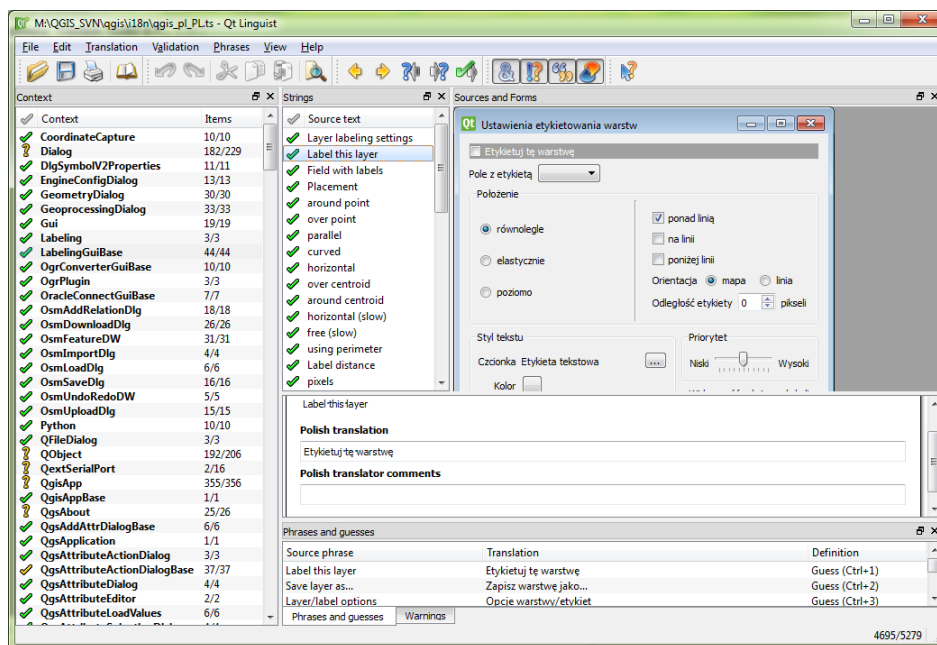 M:\QGIS_SVN\qgis\i18n\qgis_pl_PL.ts - Qt Linguist
File Edit Translation Validation Phrases View Help
Context
Context Items
CoordinateCapture 10/10
Dialog 182/229
DlgSymbolV2Properties 11/11
EngineConfigDialog 13/13
GeometryDialog 30/30
GeoprocessingDialog 33/33
Gui 19/19
Labeling 3/3
LabelingGuiBase 44/44
OgrConverterGuiBase 10/10
OgrPlugin 3/3
OracleConnectGuiBase 7/7
OsmAddRelationDlg 18/18
OsmDownloadDlg 26/26
OsmFeatureDW 31/31
OsmImportDlg 4/4
OsmLoadDlg 6/6
OsmSaveDlg 16/16
OsmUndoRedoDW 5/5
OsmUploadDlg 15/15
Python 10/10
QFileDialog 3/3
QObject 192/206
QextSerialPort 2/16
QgisApp 355/356
QgisAppBase 1/1
QgsAbout 25/26
QgsAddAttrDialogBase 6/6
QgsApplication 1/1
QgsAttributeActionDialog 3/3
QgsAttributeActionDialogBase 37/37
QgsAttributeDialog 4/4
QgsAttributeEditor 2/2
QgsAttributeLoadValues 6/6
Strings
Source text
Layer labeling settings
Label this layer
Field with labels
Placement
around point
over point
parallel
curved
horizontal
over centroid
around centroid
horizontal (slow)
free (slow)
using perimeter
Label distance
pixels
Sources and Forms
Qt Ustawienia etykietowania warstw
Etykietuj tę warstwę
Pole z etykietą
Położenie
równolegle
elastycznie
poziomo
ponad linią
na linii
poniżej linii
Orientacja mapa linia
Odległość etykiety 0 pikseli
Styl tekstu
Czcionka Etykieta tekstowa ...
Kolor
Priorytet
Niski Wysoki
Label this layer
Polish translation
Etykietuj tę warstwę
Polish translator comments
Phrases and guesses
Source phrase Translation Definition
Label this layer Etykietuj tę warstwę Guess (Ctrl+1)
Save layer as... Zapisz warstwę jako... Guess (Ctrl+2)
Layer/label options Opcje warstwy/etykiet Guess (Ctrl+3)
Phrases and guesses Warnings
4695/5279